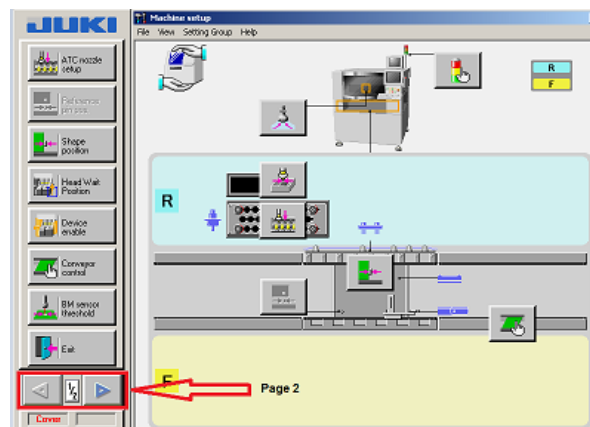 JUKI
Machine setup
File View Setting Group Help
ATC nozzle
setup
Reference
Shape
position
Head Wait
Position
Device
enable
Conveyor
control
BM sensor
threshold
Exit
1/2
Cover
R
F
R
F
Page 2